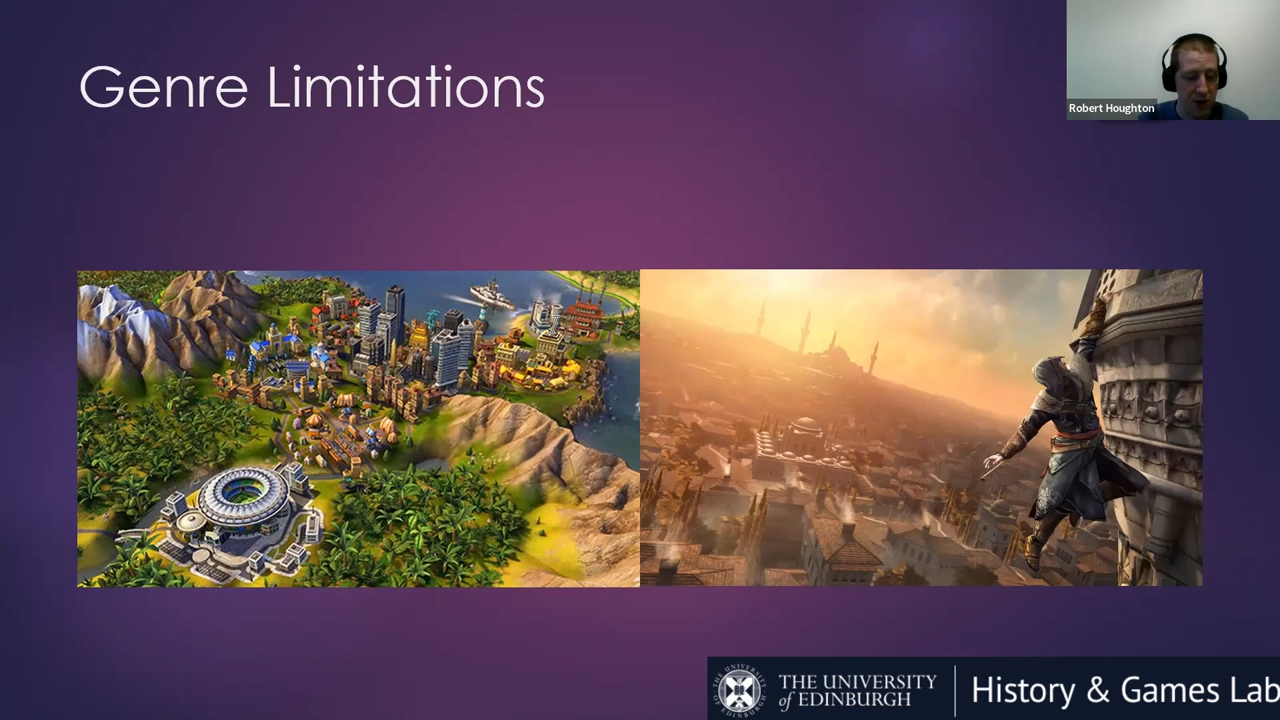 Genre Limitations
Robert Houghton
THE UNIVERSITY
of EDINBURGH
History & Games Lab